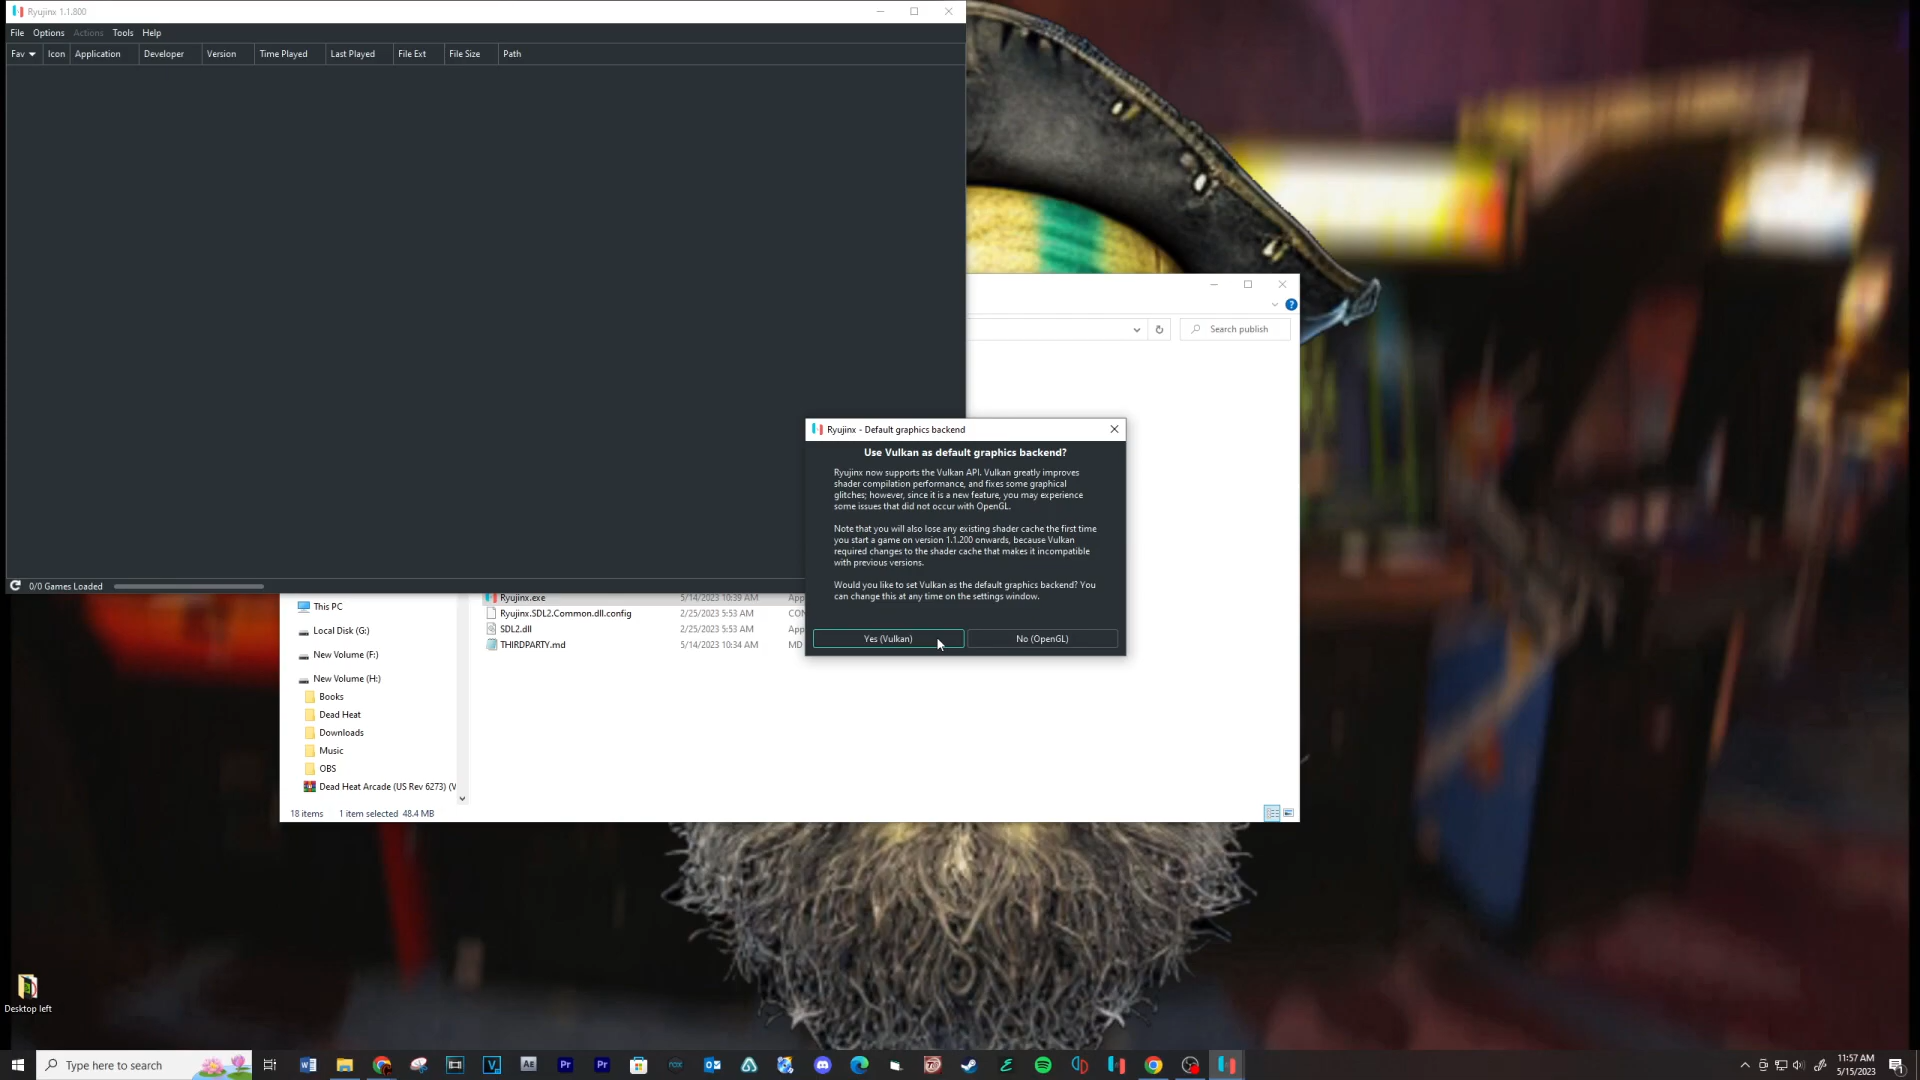 Ryujinx 1.1.800
File Options Actions Tools Help
Fav Icon Application Developer Version Time Played Last Played File Ext File Size Path
Search publish
Ryujinx - Default graphics backend
Use Vulkan as default graphics backend?
Ryujinx now supports the Vulkan API. Vulkan greatly improves
shader compilation performance, and fixes some graphical
glitches; however, since it is a new feature, you may experience
some issues that did not occur with OpenGL.
Note that you will also lose any existing shader cache the first time
you start a game on version 1.1.200 onwards, because Vulkan
required changes to the shader cache that makes it incompatible
with previous versions.
Would you like to set Vulkan as the default graphics backend? You
can change this at any time on the settings window.
Yes (Vulkan) No (OpenGL)
0/0 Games Loaded
Ryujinx.exe 5/14/2023 10:39 AM App
Ryujinx.SDL2.Common.dll.config 2/25/2023 5:53 AM CON
SDL2.dll 2/25/2023 5:53 AM App
THIRDPARTY.md 5/14/2023 10:34 AM MD
This PC
Local Disk (G:)
New Volume (F:)
New Volume (H:)
Books
Dead Heat
Downloads
Music
OBS
Dead Heat Arcade (US Rev 6273) (V
18 items 1 item selected 48.4 MB
Desktop left
Type here to search
11:57 AM
5/15/2023